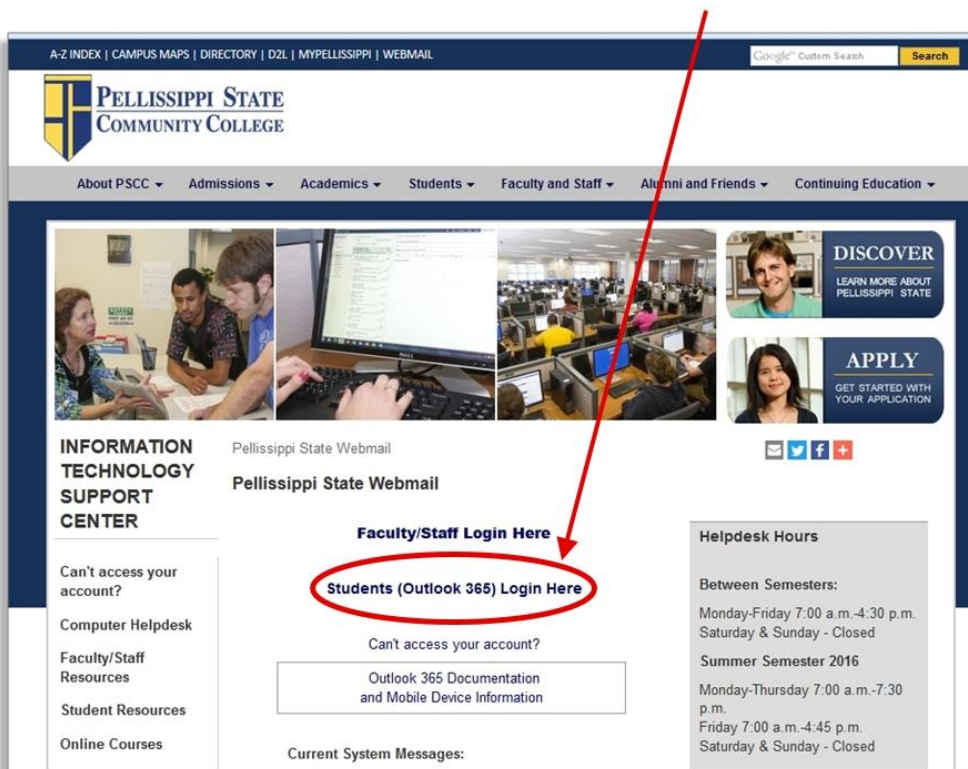 A-Z INDEX | CAMPUS MAPS | DIRECTORY | D2L | MYPELLISSIPPI | WEBMAIL
Google™ Custom Search
Search
PELLISSIPPI STATE
COMMUNITY COLLEGE
About PSCC
Admissions
Academics
Students
Faculty and Staff
Alumni and Friends
Continuing Education
DISCOVER
LEARN MORE ABOUT
PELLISSIPPI STATE
APPLY
GET STARTED WITH
YOUR APPLICATION
INFORMATION
TECHNOLOGY
SUPPORT
CENTER
Can't access your
account?
Computer Helpdesk
Faculty/Staff
Resources
Student Resources
Online Courses
Pellissippi State Webmail
Pellissippi State Webmail
Faculty/Staff Login Here
Students (Outlook 365) Login Here
Can't access your account?
Outlook 365 Documentation
and Mobile Device Information
Current System Messages:
Helpdesk Hours
Between Semesters:
Monday-Friday 7:00 a.m.-4:30 p.m.
Saturday & Sunday - Closed
Summer Semester 2016
Monday-Thursday 7:00 a.m.-7:30
p.m.
Friday 7:00 a.m.-4:45 p.m.
Saturday & Sunday - Closed